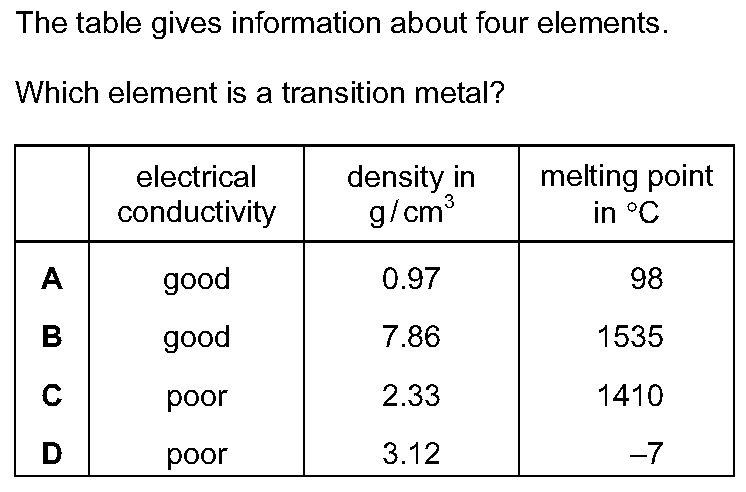 The table gives information about four elements.
Which element is a transition metal?
electrical conductivity density in g/cm³ melting point in °C
A good 0.97 98
B good 7.86 1535
C poor 2.33 1410
D poor 3.12 –7